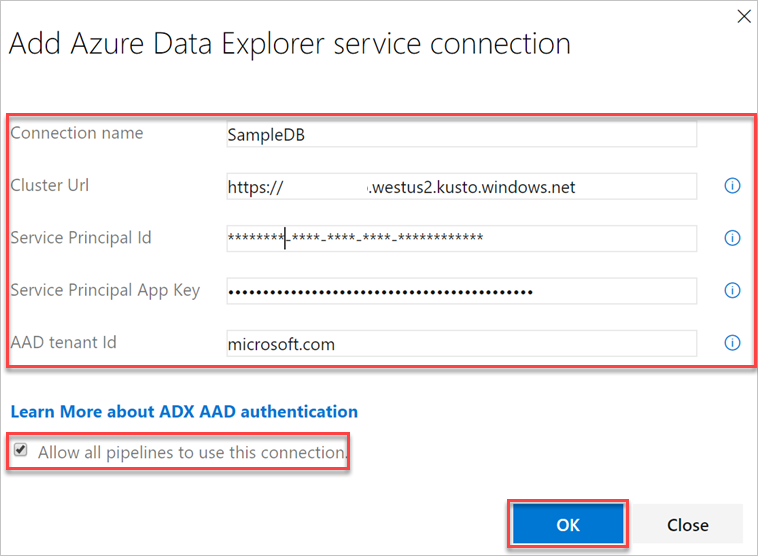 Add Azure Data Explorer service connection
Connection name SampleDB
Cluster Url https:// .westus2.kusto.windows.net
Service Principal Id ********-****-****-****-************
Service Principal App Key ••••••••••••••••••••••••••••••••••••••••••••
AAD tenant Id microsoft.com
Learn More about ADX AAD authentication
Allow all pipelines to use this connection.
OK Close